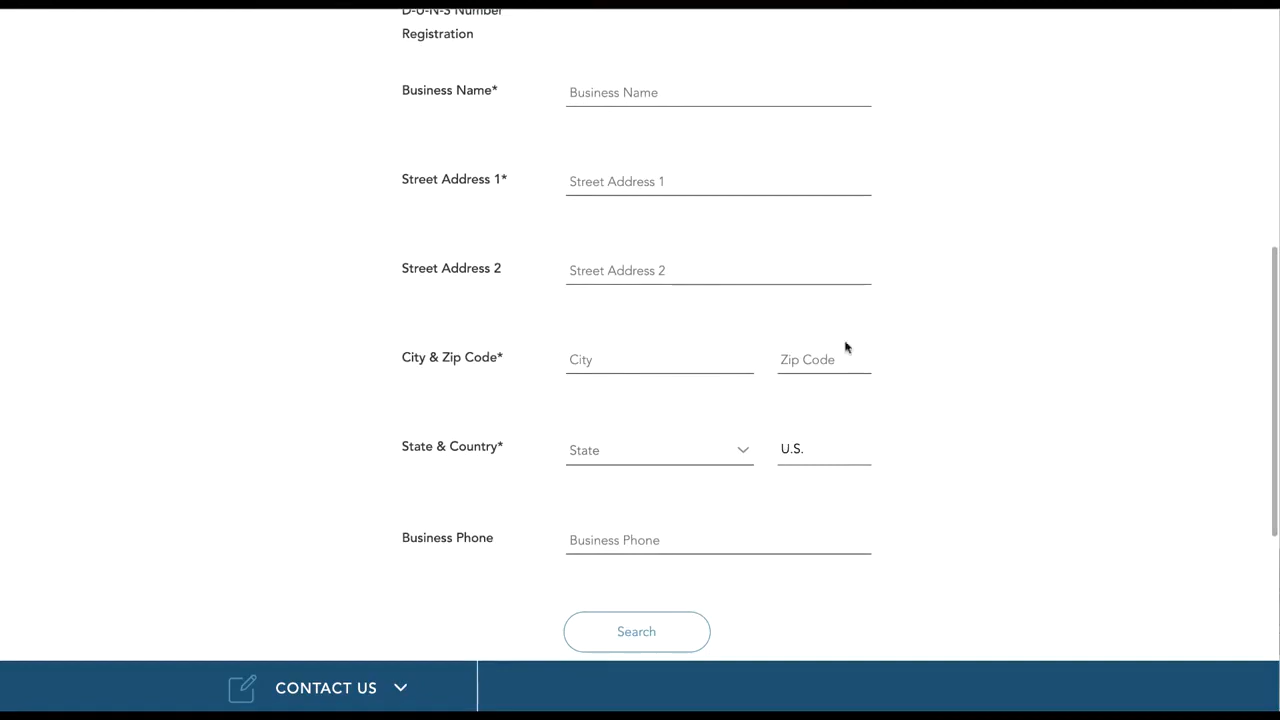 D-U-N-S Number
Registration
Business Name*
Business Name
Street Address 1*
Street Address 1
Street Address 2
Street Address 2
City & Zip Code*
City
Zip Code
State & Country*
State
U.S.
Business Phone
Business Phone
Search
CONTACT US